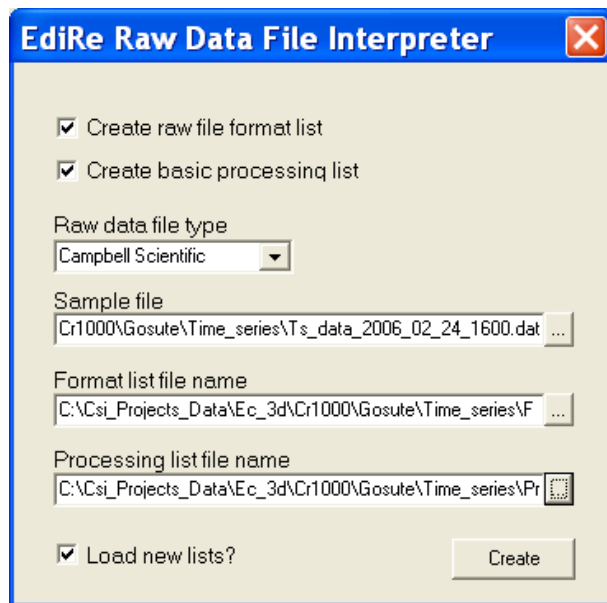 EdiRe Raw Data File Interpreter
Create raw file format list
Create basic processing list
Raw data file type
Campbell Scientific
Sample file
Cr1000\Gosute\Time_series\Ts_data_2006_02_24_1600.dat ...
Format list file name
C:\Csi_Projects_Data\Ec_3d\Cr1000\Gosute\Time_series\F ...
Processing list file name
C:\Csi_Projects_Data\Ec_3d\Cr1000\Gosute\Time_series\Pr
Load new lists?
Create